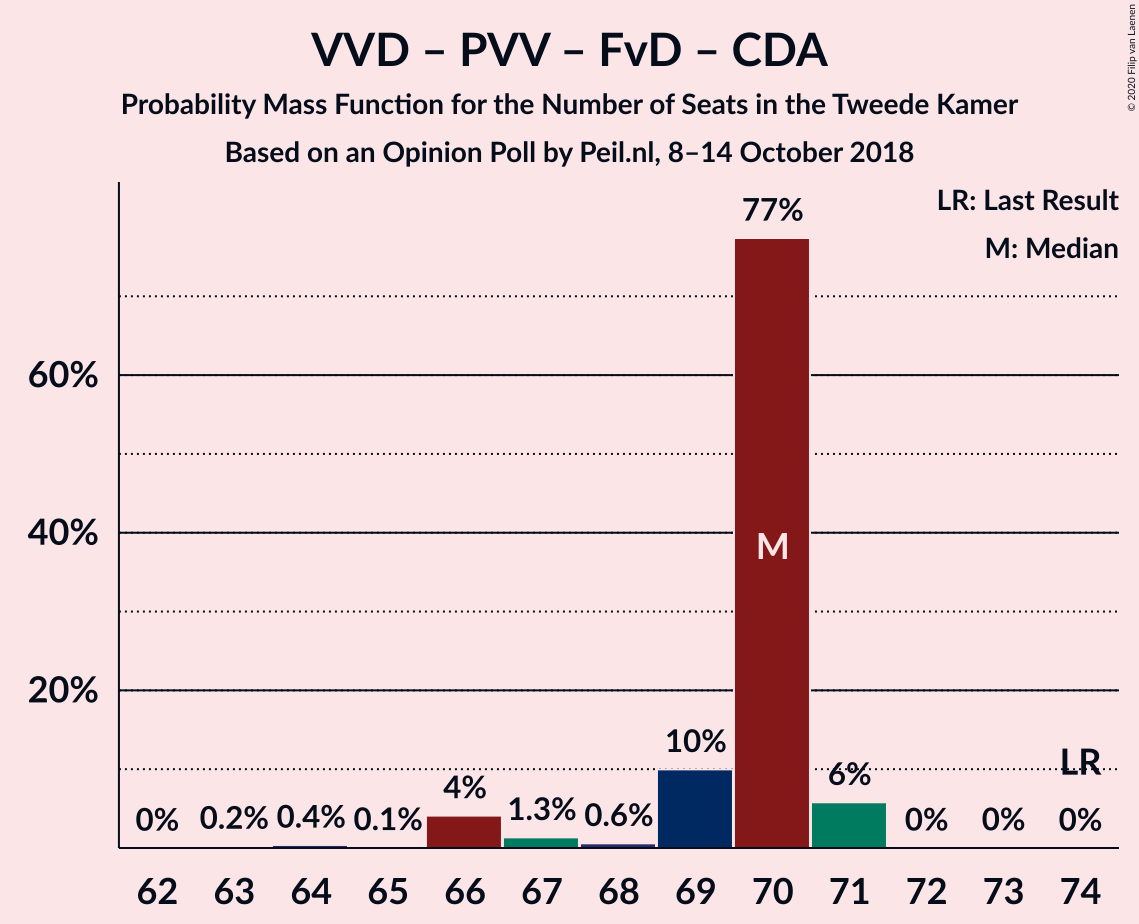 VVD – PVV – FvD – CDA
Probability Mass Function for the Number of Seats in the Tweede Kamer
Based on an Opinion Poll by Peil.nl, 8–14 October 2018
© 2020 Filip van Laenen
LR: Last Result
M: Median
77%
60%
40%
M
20%
10%
LR
6%
4%
1.3%
0.6%
0.4%
0.2%
0.1%
0%
0%
0%
0%
62 63 64 65 66 67 68 69 70 71 72 73 74